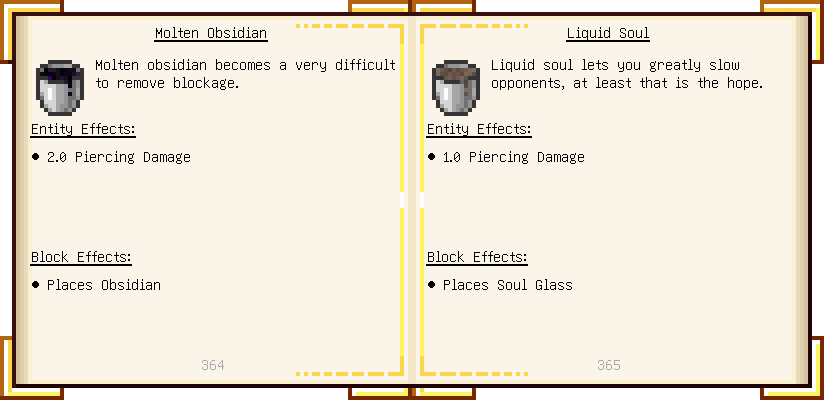 Molten Obsidian
Molten obsidian becomes a very difficult
to remove blockage.
Entity Effects:
● 2.0 Piercing Damage
Block Effects:
● Places Obsidian
364
Liquid Soul
Liquid soul lets you greatly slow
opponents, at least that is the hope.
Entity Effects:
● 1.0 Piercing Damage
Block Effects:
● Places Soul Glass
365